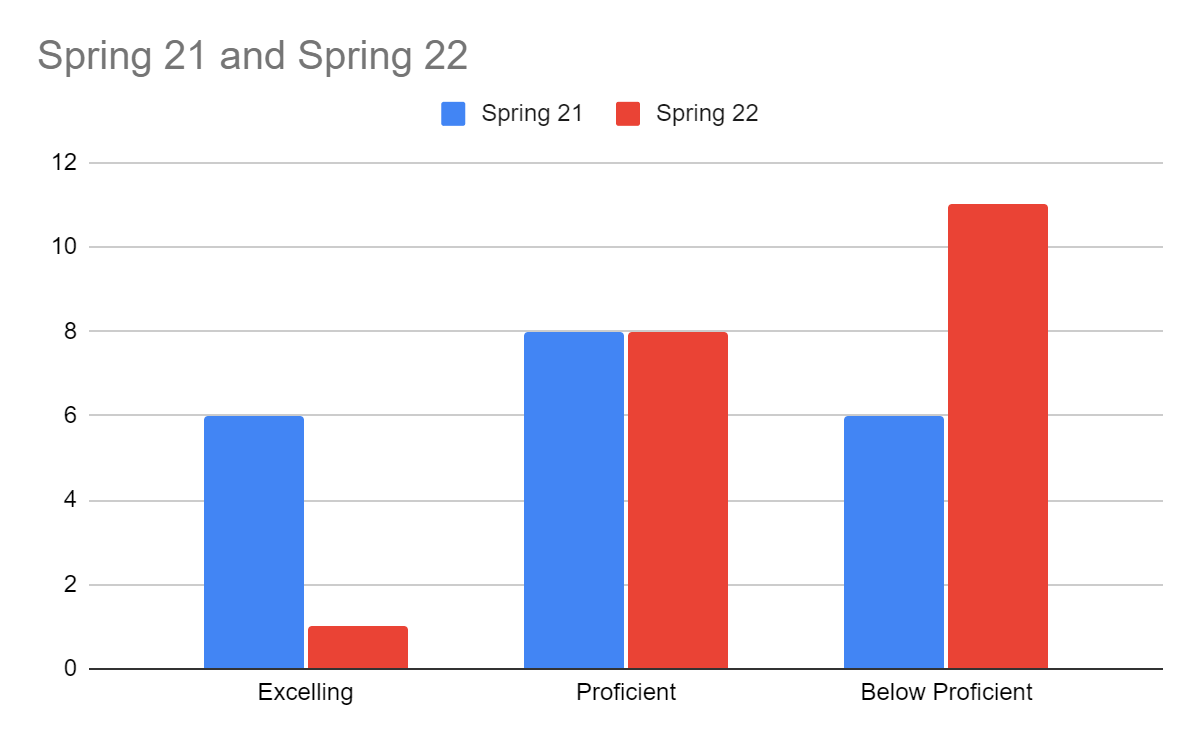 Spring 21 and Spring 22
Spring 21 Spring 22
12
10
8
6
4
2
0
Excelling Proficient Below Proficient